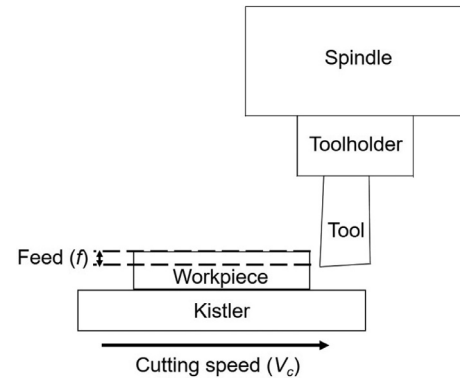 Spindle
Toolholder
Tool
Feed (f)
Workpiece
Kistler
Cutting speed (Vc)